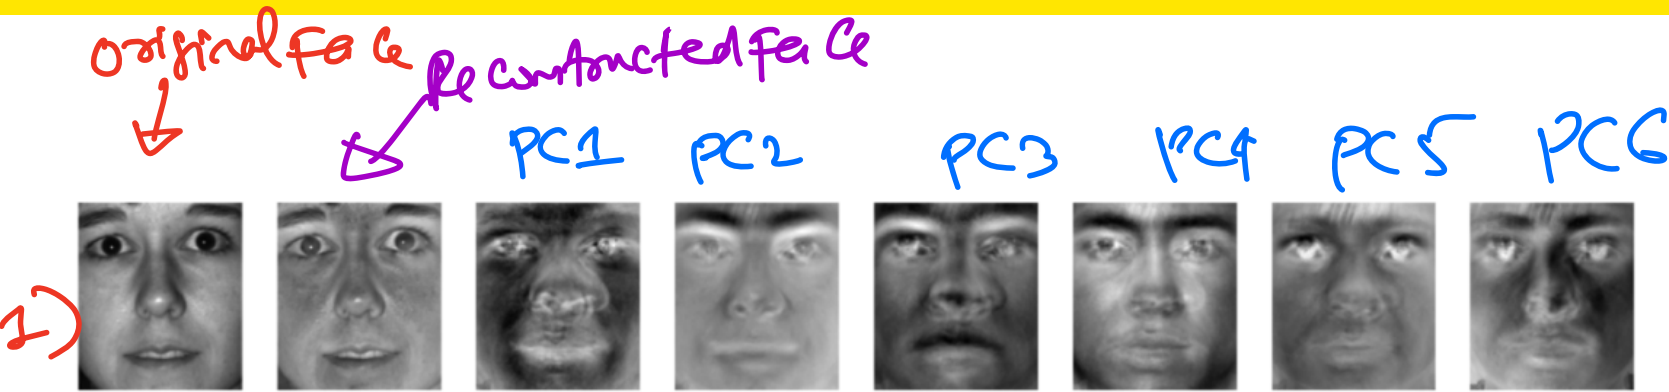 Original Face
Reconstructed Face
PC1 PC2 PC3 PC4 PC5 PC6
1)